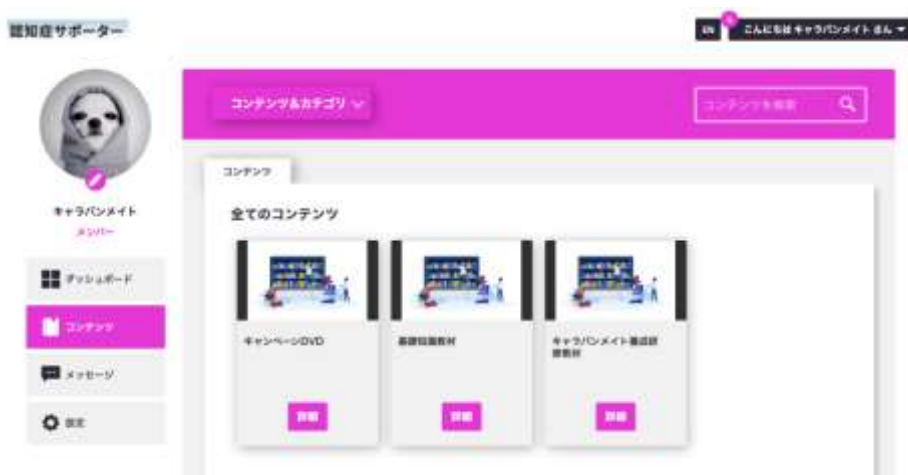 認知症サポーター
EN
こんにちは キャラバンメイト さん
コンテンツ&カテゴリ
コンテンツを検索
コンテンツ
キャラバンメイト
メンバー
全てのコンテンツ
ダッシュボード
コンテンツ
メッセージ
設定
キャンペーンDVD
基礎知識教材
キャラバンメイト養成研
修教材
詳細
詳細
詳細